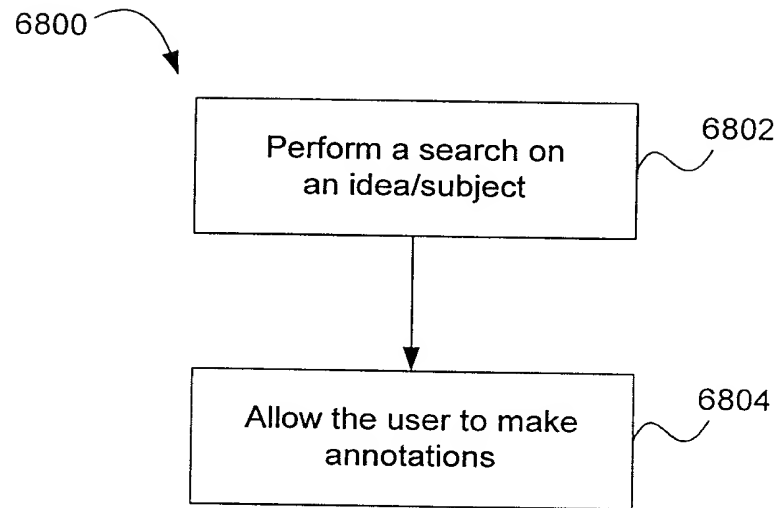 6800
Perform a search on
an idea/subject
6802
Allow the user to make
annotations
6804